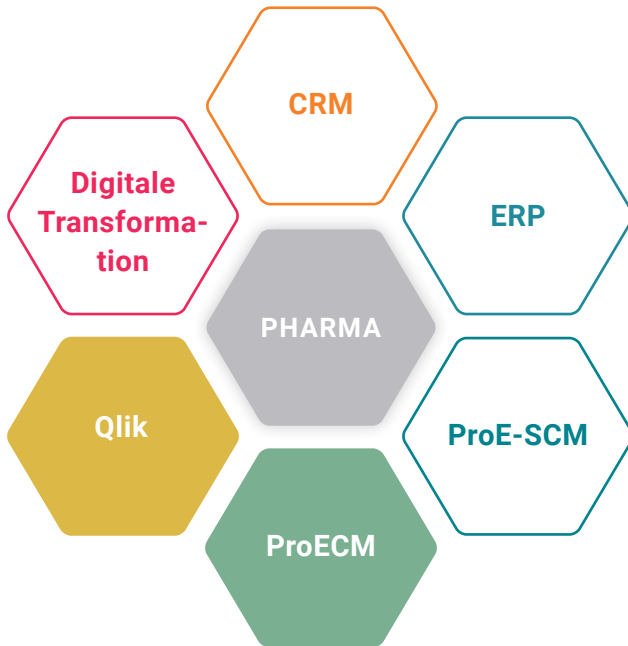 CRM
Digitale
Transforma-
tion
ERP
PHARMA
Qlik
ProE-SCM
ProECM